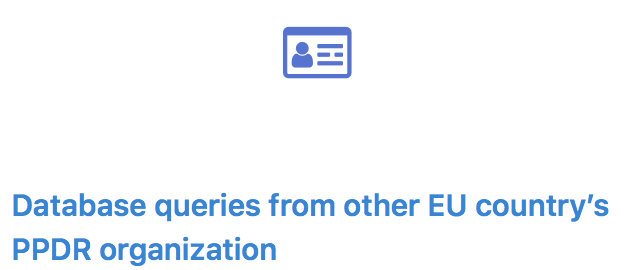 Database queries from other EU country’s
PPDR organization